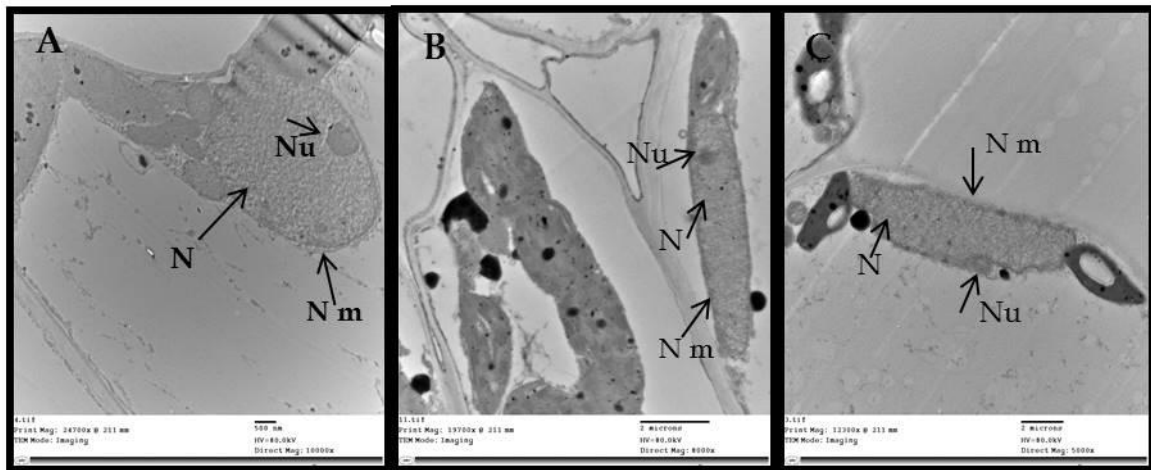 A
Nu
N
N m
4.tif
Print Mag: 24700x @ 211 mm
TEM Mode: Imaging
500 nm
HV=80.0kV
Direct Mag: 10000x
B
Nu
N
N m
11.tif
Print Mag: 19700x @ 211 mm
TEM Mode: Imaging
2 microns
HV=80.0kV
Direct Mag: 8000x
C
N m
N
Nu
3.tif
Print Mag: 12300x @ 211 mm
TEM Mode: Imaging
2 microns
HV=80.0kV
Direct Mag: 5000x